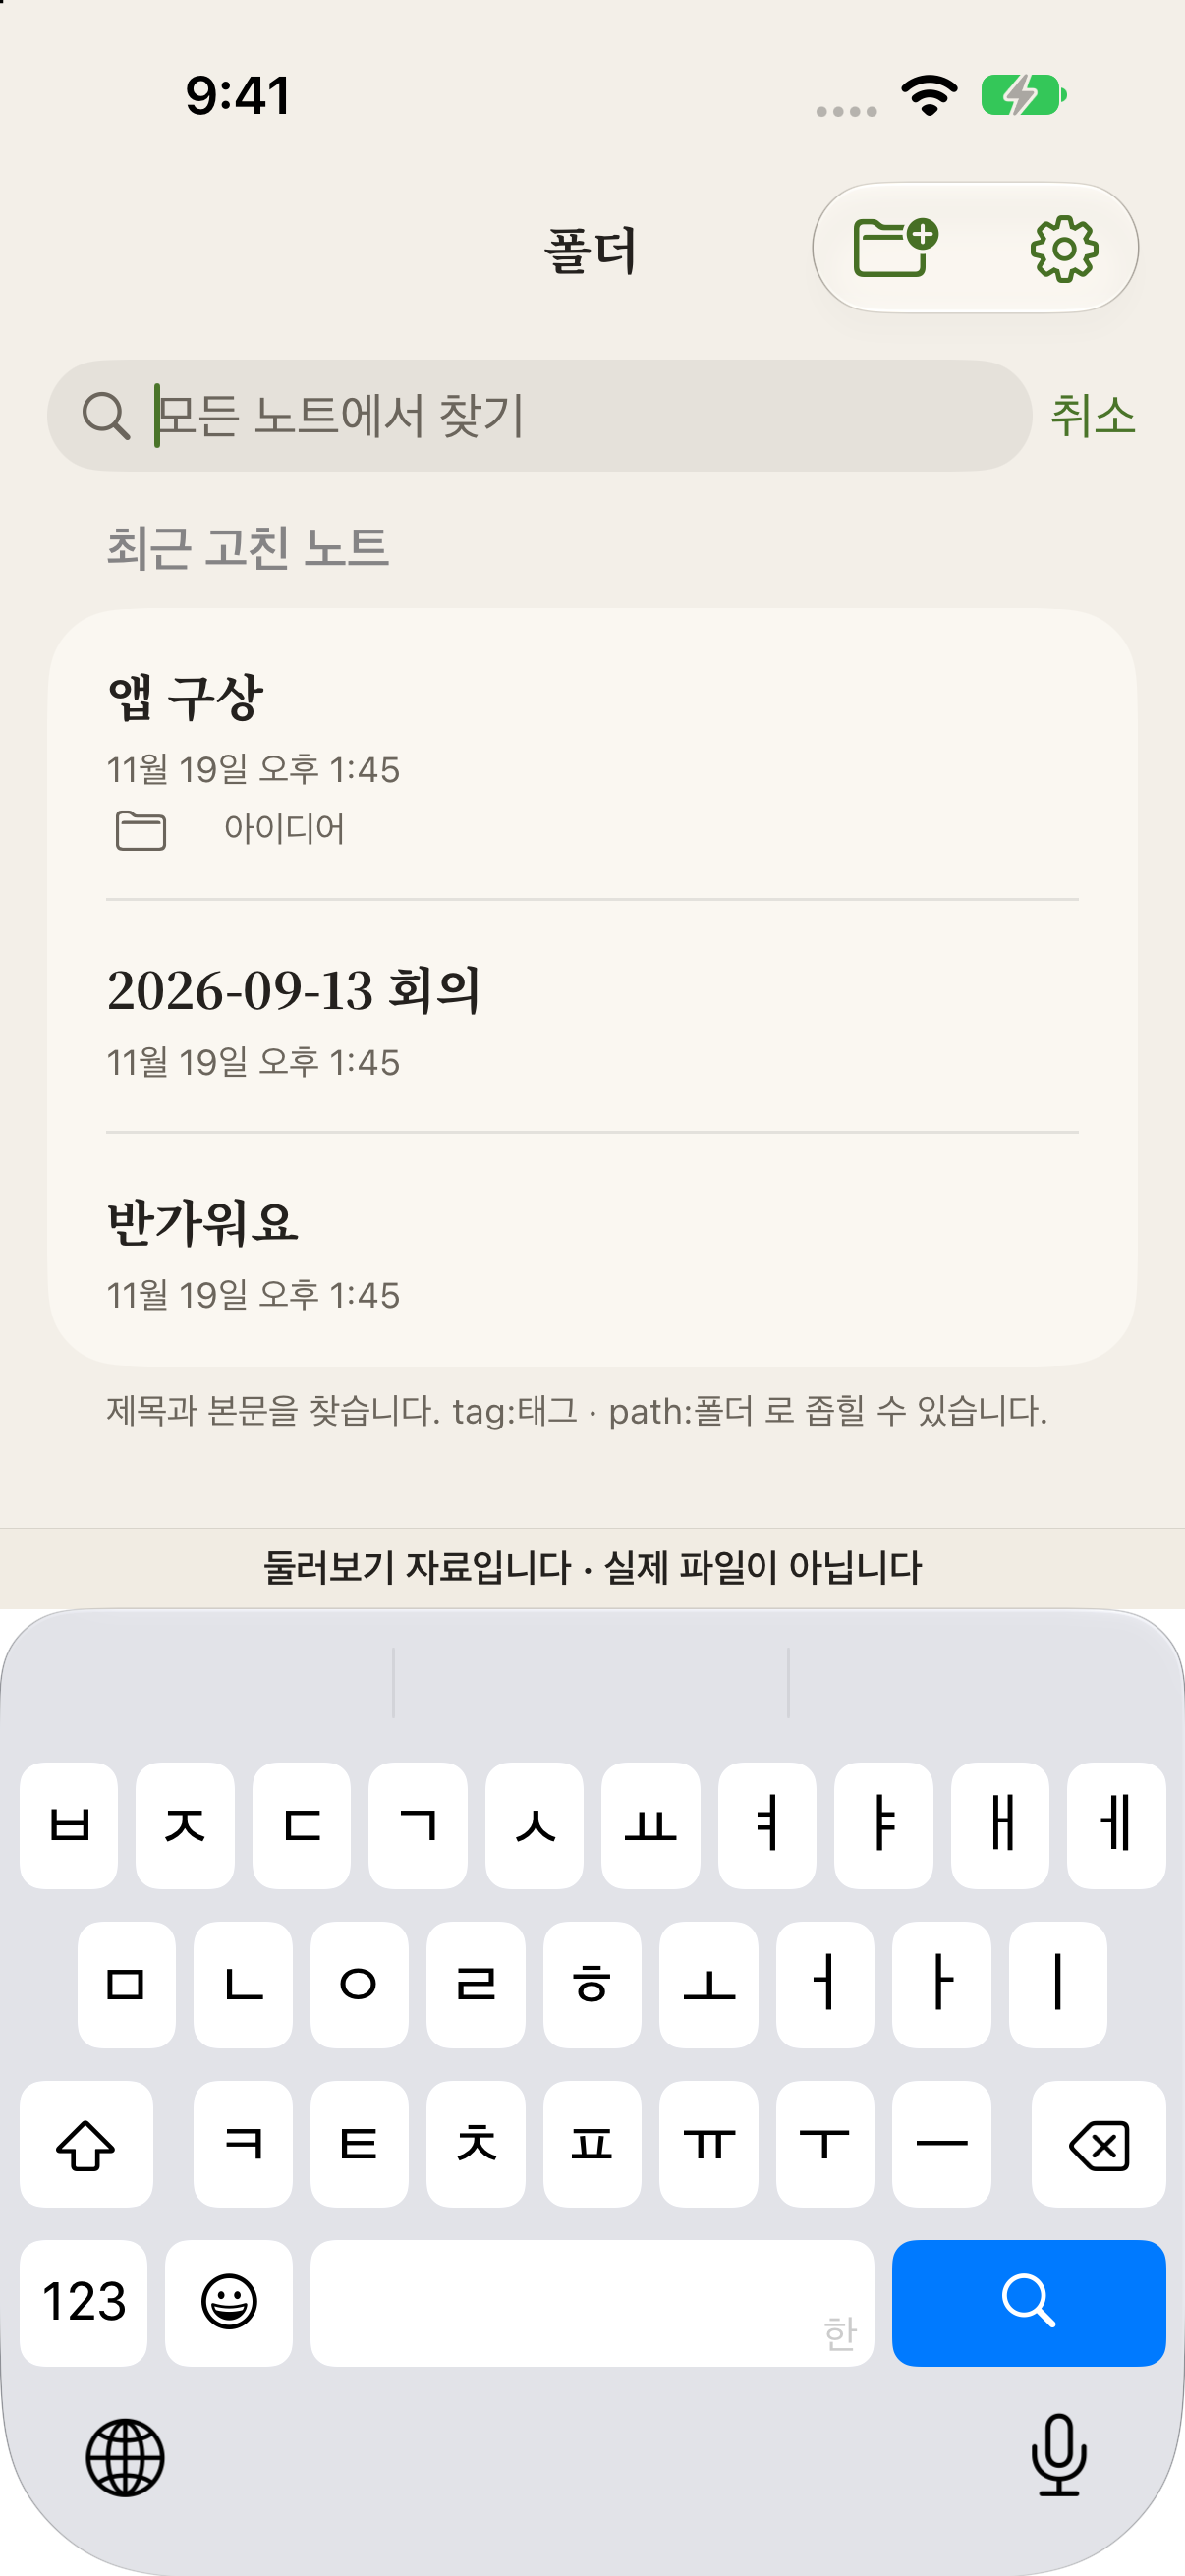 9:41
폴더
모든 노트에서 찾기
취소
최근 고친 노트
앱 구상
11월 19일 오후 1:45
아이디어
2026-09-13 회의
11월 19일 오후 1:45
반가워요
11월 19일 오후 1:45
제목과 본문을 찾습니다. tag:태그 · path:폴더 로 좁힐 수 있습니다.
둘러보기 자료입니다 · 실제 파일이 아닙니다
ㅂ ㅈ ㄷ ㄱ ㅅ ㅛ ㅕ ㅑ ㅐ ㅔ
ㅁ ㄴ ㅇ ㄹ ㅎ ㅗ ㅓ ㅏ ㅣ
ㅋ ㅌ ㅊ ㅍ ㅠ ㅜ ㅡ
123 한